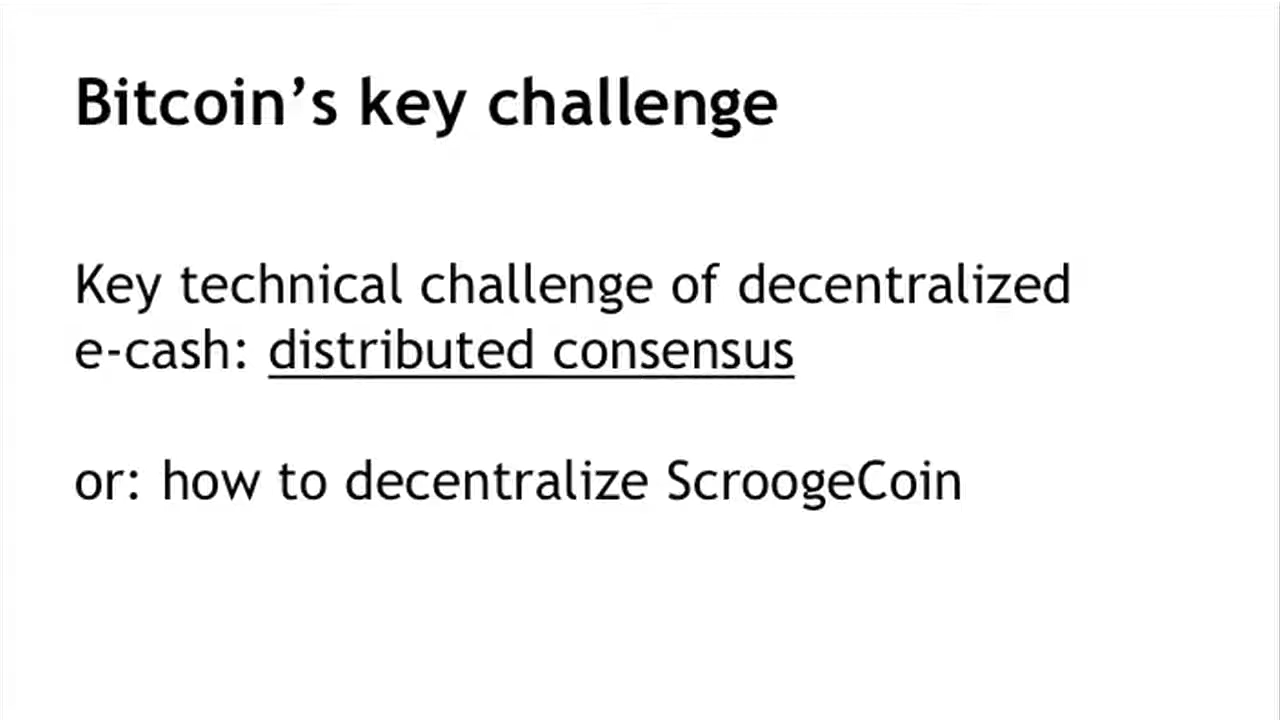 Bitcoin’s key challenge
Key technical challenge of decentralized
e-cash: distributed consensus
or: how to decentralize ScroogeCoin